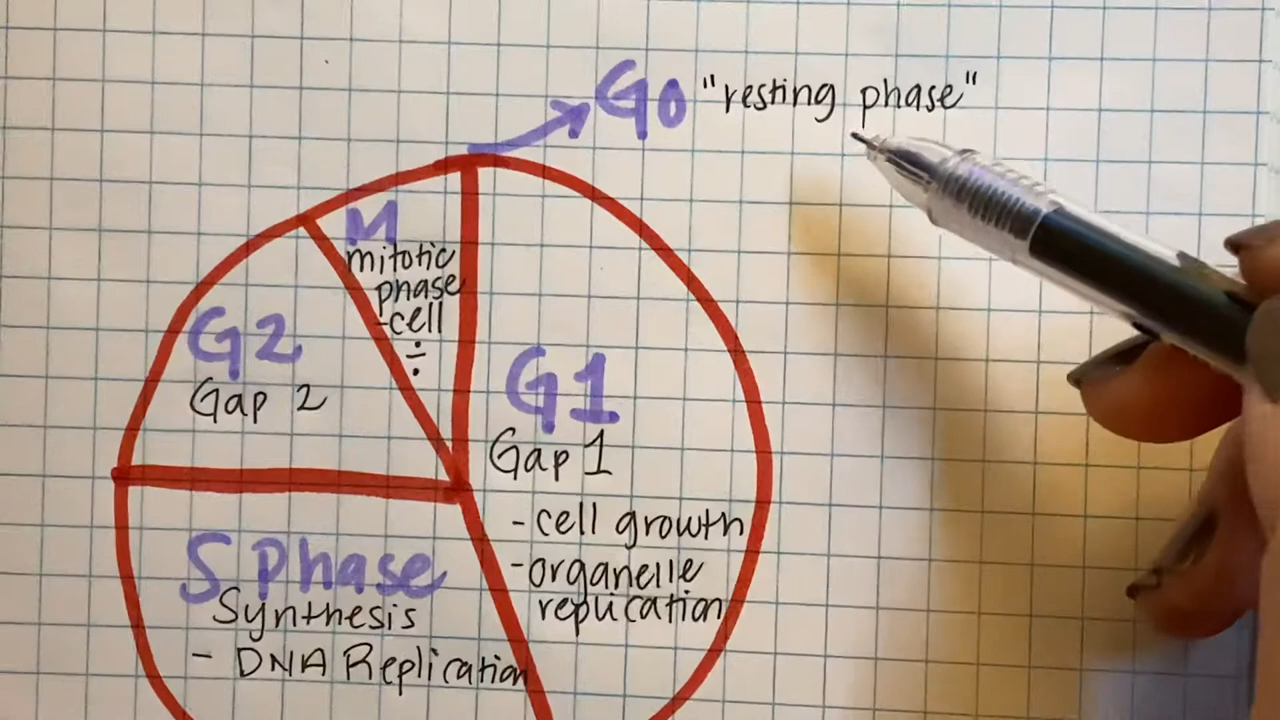 G0 "resting phase"
M
mitotic
phase
-cell
÷
G2
Gap 2
G1
Gap 1
-cell growth
-organelle
replication
S Phase
Synthesis
- DNA Replication